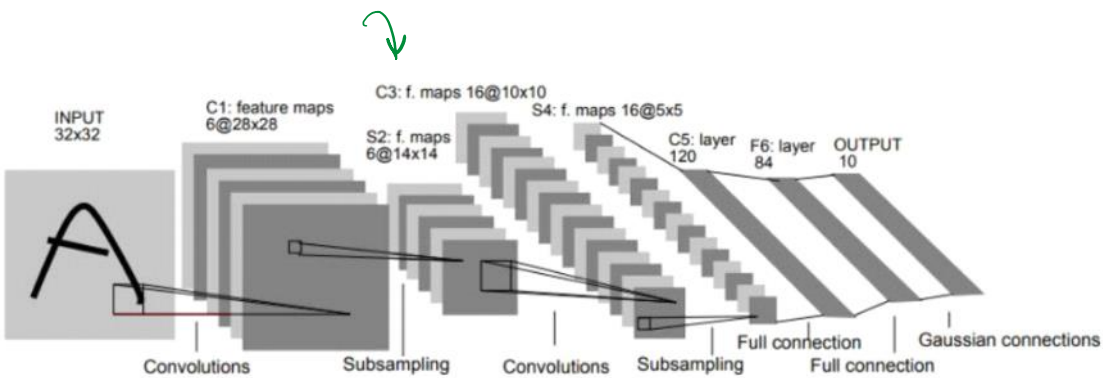 C3: f. maps 16@10x10
INPUT
32x32
C1: feature maps
6@28x28
S4: f. maps 16@5x5
S2: f. maps
6@14x14
C5: layer
120
F6: layer
84
OUTPUT
10
A
Convolutions
Subsampling
Convolutions
Subsampling
Full connection
Full connection
Gaussian connections